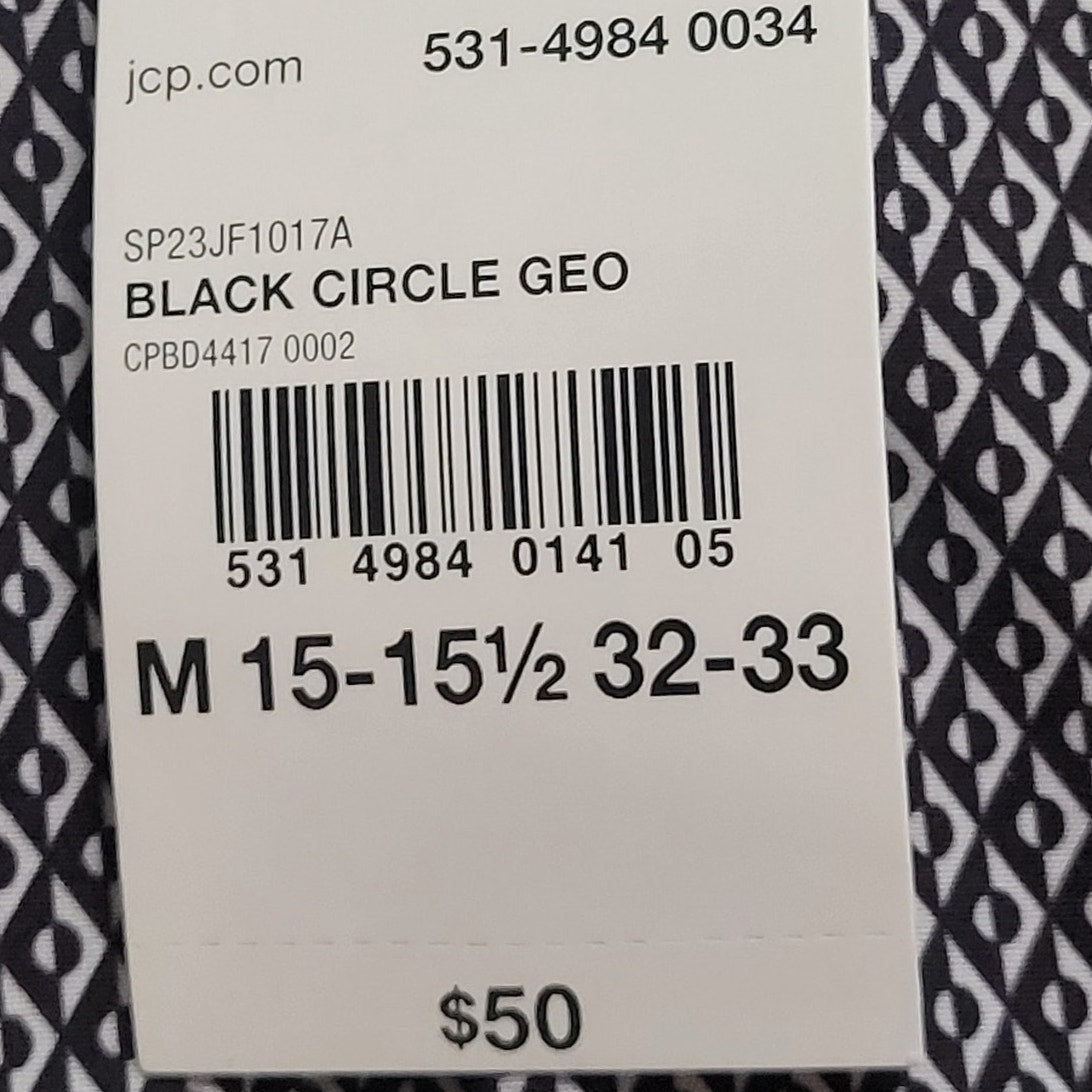 jcp.com 531-4984 0034
SP23JF1017A
BLACK CIRCLE GEO
CPBD4417 0002
531 4984 0141 05
M 15-15½ 32-33
$50